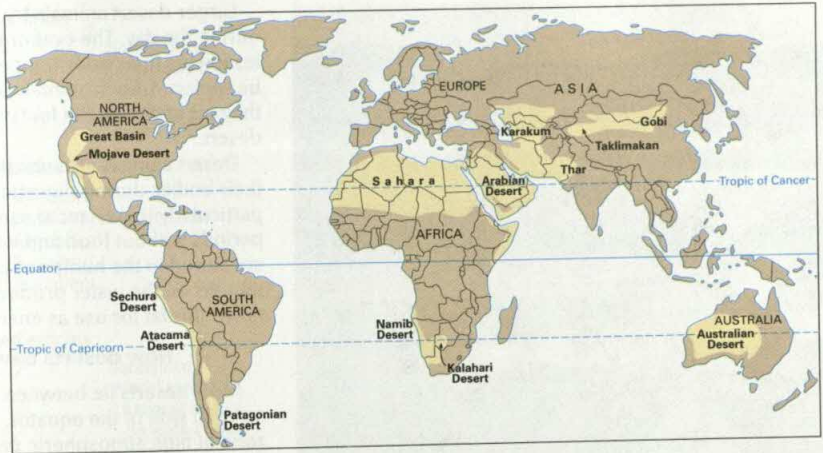 EUROPE
ASIA
NORTH
AMERICA
Great Basin
Mojave Desert
Karakum
Gobi
Taklimakan
Thar
Sahara
Arabian
Desert
Tropic of Cancer
AFRICA
Equator
Sechura
Desert
SOUTH
AMERICA
Atacama
Desert
Namib
Desert
AUSTRALIA
Australian
Desert
Tropic of Capricorn
Kalahari
Desert
Patagonian
Desert